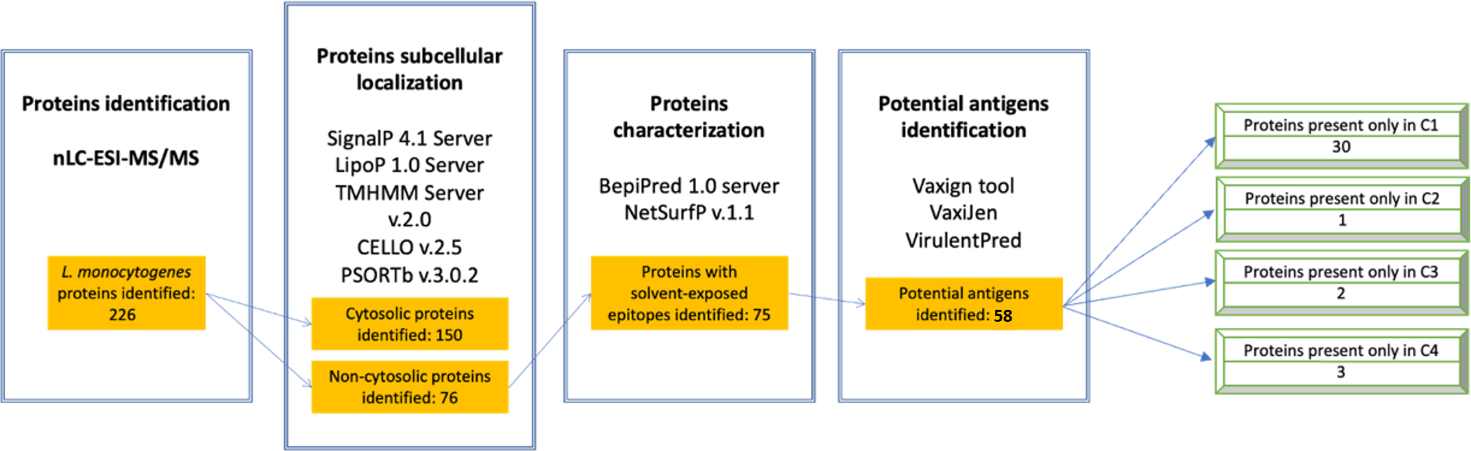 Proteins identification
nLC-ESI-MS/MS
L. monocytogenes
proteins identified:
226
Proteins subcellular
localization
SignalP 4.1 Server
LipoP 1.0 Server
TMHMM Server
v.2.0
CELLO v.2.5
PSORTb v.3.0.2
Cytosolic proteins
identified: 150
Non-cytosolic proteins
identified: 76
Proteins
characterization
BepiPred 1.0 server
NetSurfP v.1.1
Proteins with
solvent-exposed
epitopes identified: 75
Potential antigens
identification
Vaxign tool
VaxiJen
VirulentPred
Potential antigens
identified: 58
Proteins present only in C1
30
Proteins present only in C2
1
Proteins present only in C3
2
Proteins present only in C4
3